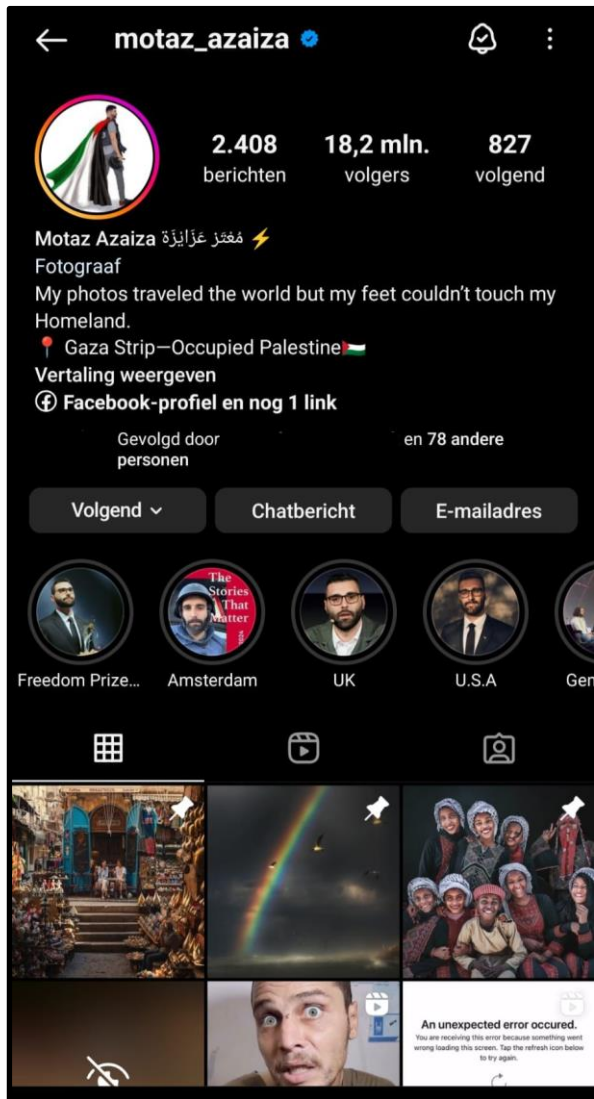 motaz_azaiza
2.408
18,2 mln.
827
berichten
volgers
volgend
Motaz Azaiza مُعْتَز عَزَايْزَة ⚡
Fotograaf
My photos traveled the world but my feet couldn’t touch my
Homeland.
📍 Gaza Strip—Occupied Palestine🇵🇸
Vertaling weergeven
Facebook-profiel en nog 1 link
Gevolgd door en 78 andere
personen
Volgend
Chatbericht
E-mailadres
The
Stories
That
Matter
2024
Freedom Prize...
Amsterdam
UK
U.S.A
Gen
An unexpected error occured.
You are receiving this error because something went
wrong loading this screen. Tap the refresh icon below
to try again.